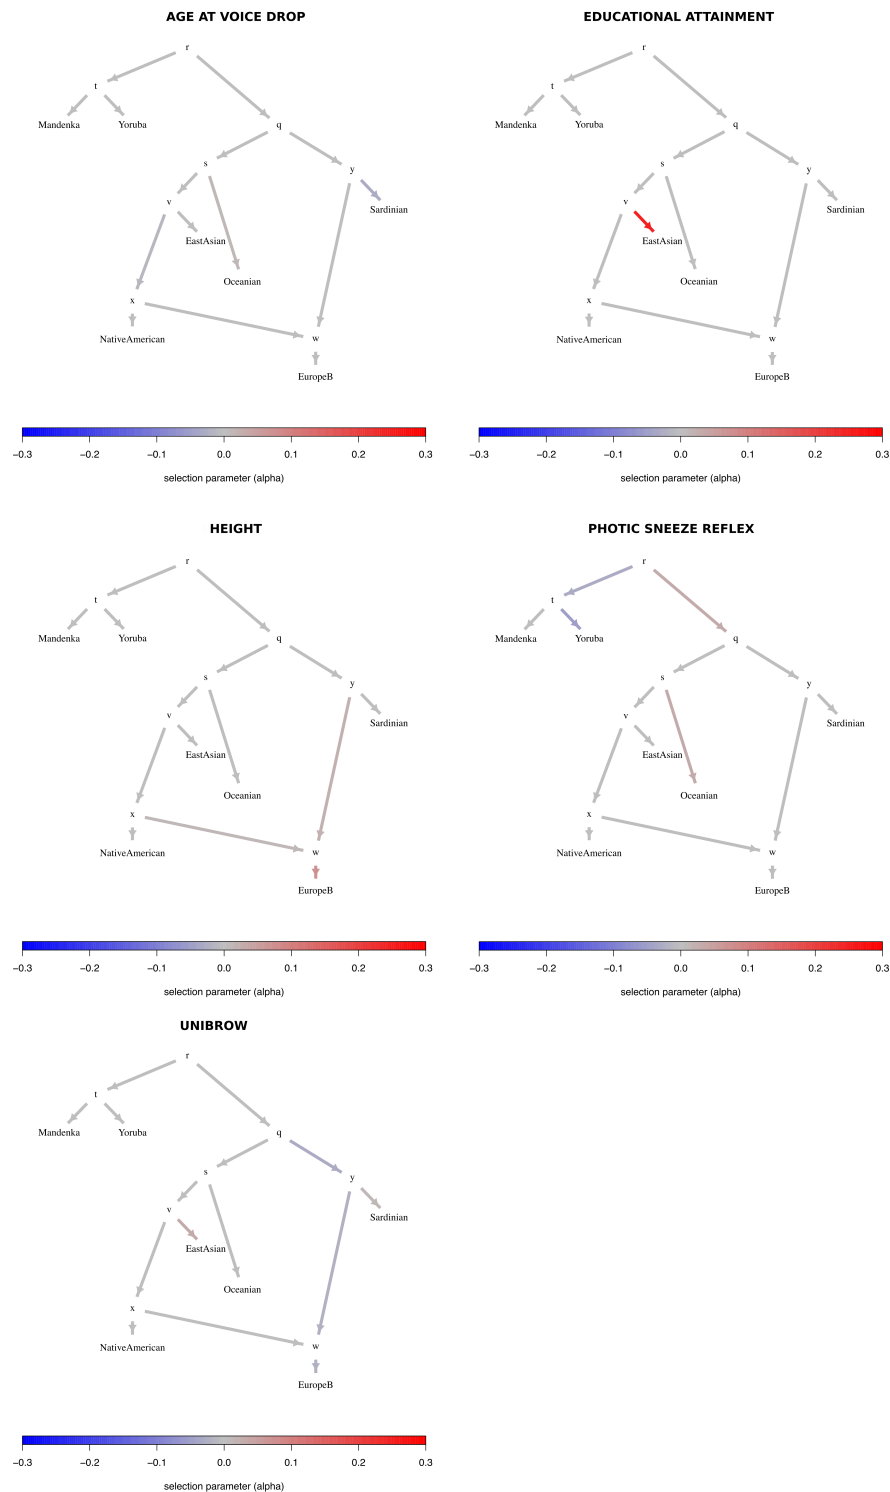 AGE AT VOICE DROP
r
t
Mandenka Yoruba q
s
y
v
Sardinian
EastAsian
Oceanian
x
NativeAmerican w
EuropeB
−0.3 −0.2 −0.1 0.0 0.1 0.2 0.3
selection parameter (alpha)
EDUCATIONAL ATTAINMENT
r
t
Mandenka Yoruba q
s
y
v
Sardinian
EastAsian
Oceanian
x
NativeAmerican w
EuropeB
−0.3 −0.2 −0.1 0.0 0.1 0.2 0.3
selection parameter (alpha)
HEIGHT
r
t
Mandenka Yoruba q
s
y
v
Sardinian
EastAsian
Oceanian
x
NativeAmerican w
EuropeB
−0.3 −0.2 −0.1 0.0 0.1 0.2 0.3
selection parameter (alpha)
PHOTIC SNEEZE REFLEX
r
t
Mandenka Yoruba q
s
y
v
Sardinian
EastAsian
Oceanian
x
NativeAmerican w
EuropeB
−0.3 −0.2 −0.1 0.0 0.1 0.2 0.3
selection parameter (alpha)
UNIBROW
r
t
Mandenka Yoruba q
s
y
v
Sardinian
EastAsian
Oceanian
x
NativeAmerican w
EuropeB
−0.3 −0.2 −0.1 0.0 0.1 0.2 0.3
selection parameter (alpha)